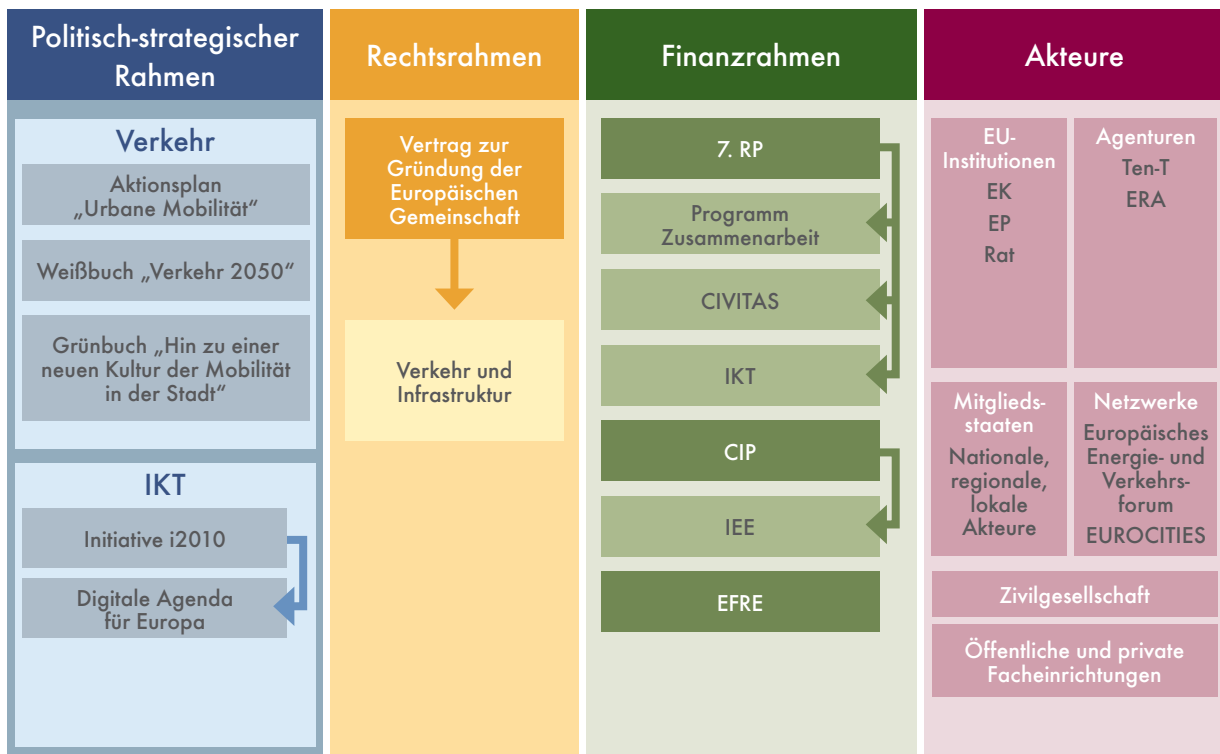 Politisch-strategischer
Rahmen
Verkehr
Aktionsplan
„Urbane Mobilität“
Weißbuch „Verkehr 2050“
Grünbuch „Hin zu einer
neuen Kultur der Mobilität
in der Stadt“
IKT
Initiative i2010
Digitale Agenda
für Europa
Rechtsrahmen
Vertrag zur
Gründung der
Europäischen
Gemeinschaft
Verkehr und
Infrastruktur
Finanzrahmen
7. RP
Programm
Zusammenarbeit
CIVITAS
IKT
CIP
IEE
EFRE
Akteure
EU-
Institutionen
EK
EP
Rat
Agenturen
Ten-T
ERA
Mitglieds-
staaten
Nationale,
regionale,
lokale
Akteure
Netzwerke
Europäisches
Energie- und
Verkehrs-
forum
EUROCITIES
Zivilgesellschaft
Öffentliche und private
Facheinrichtungen